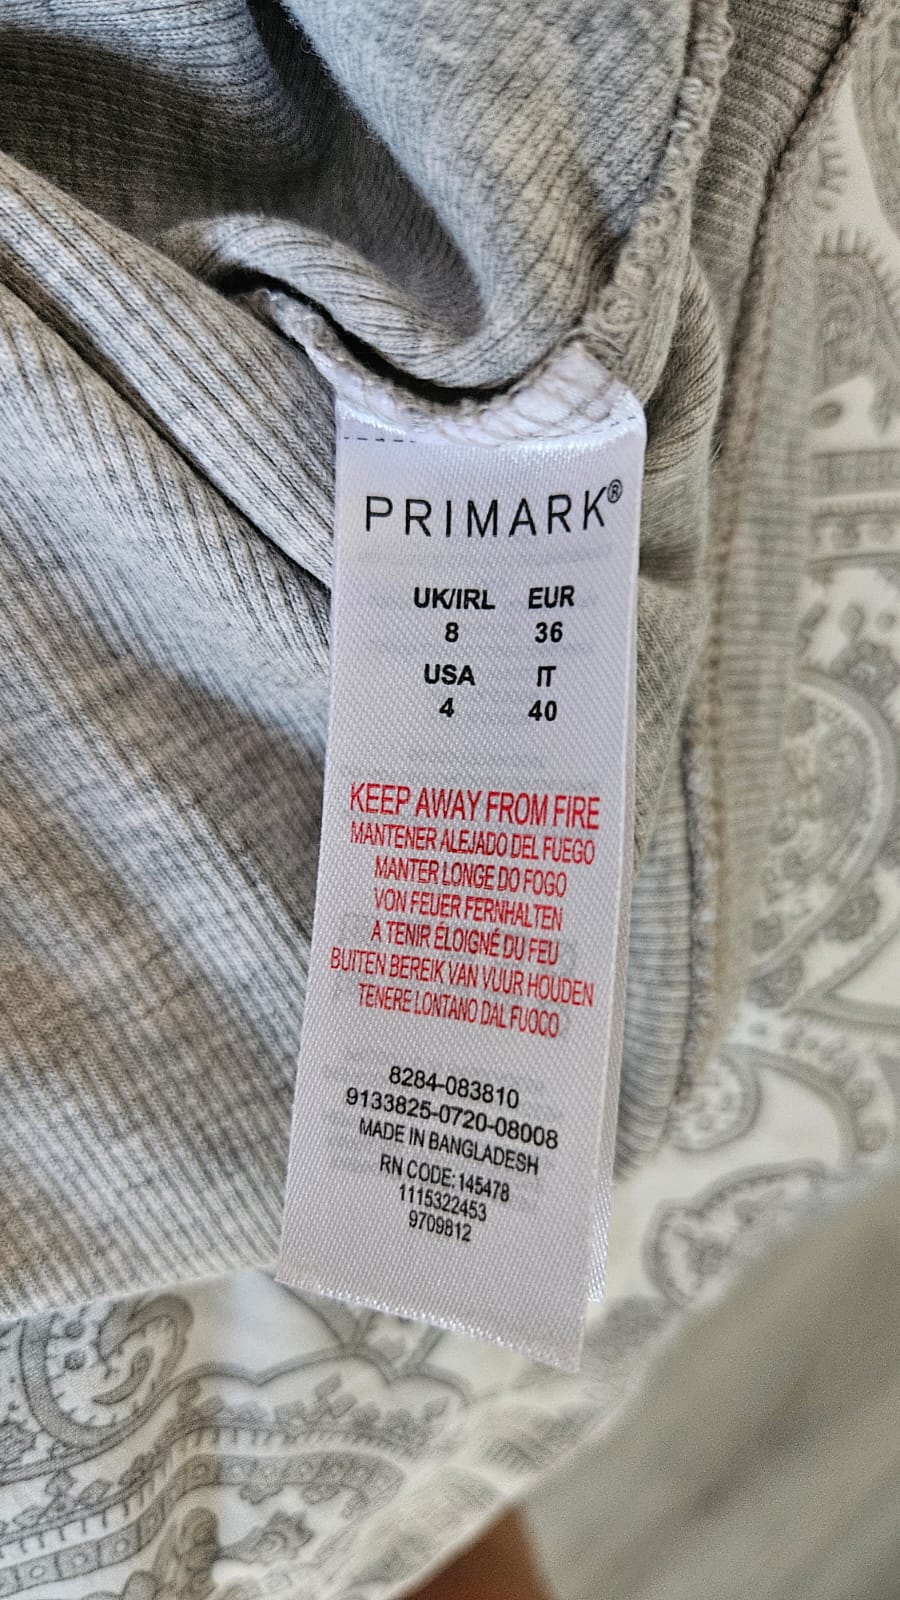 PRIMARK®
UK/IRL EUR
8 36
USA IT
4 40
KEEP AWAY FROM FIRE
MANTENER ALEJADO DEL FUEGO
MANTER LONGE DO FOGO
VON FEUER FERNHALTEN
A TENIR ÉLOIGNÉ DU FEU
BUITEN BEREIK VAN VUUR HOUDEN
TENERE LONTANO DAL FUOCO
8284-083810
9133825-0720-08008
MADE IN BANGLADESH
RN CODE:145478
1115322453
9709812